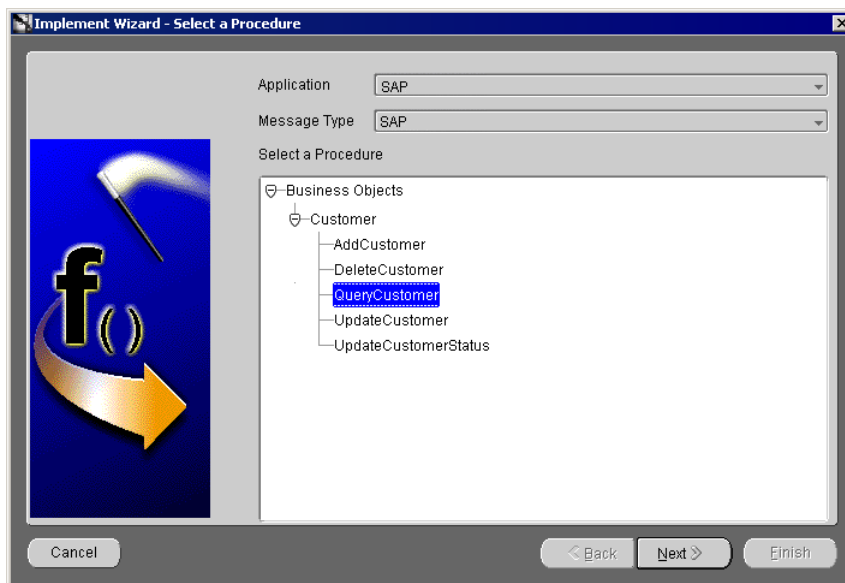 Implement Wizard - Select a Procedure
Application SAP
Message Type SAP
Select a Procedure
Business Objects
Customer
AddCustomer
DeleteCustomer
QueryCustomer
UpdateCustomer
UpdateCustomerStatus
f()
Cancel Back Next Finish